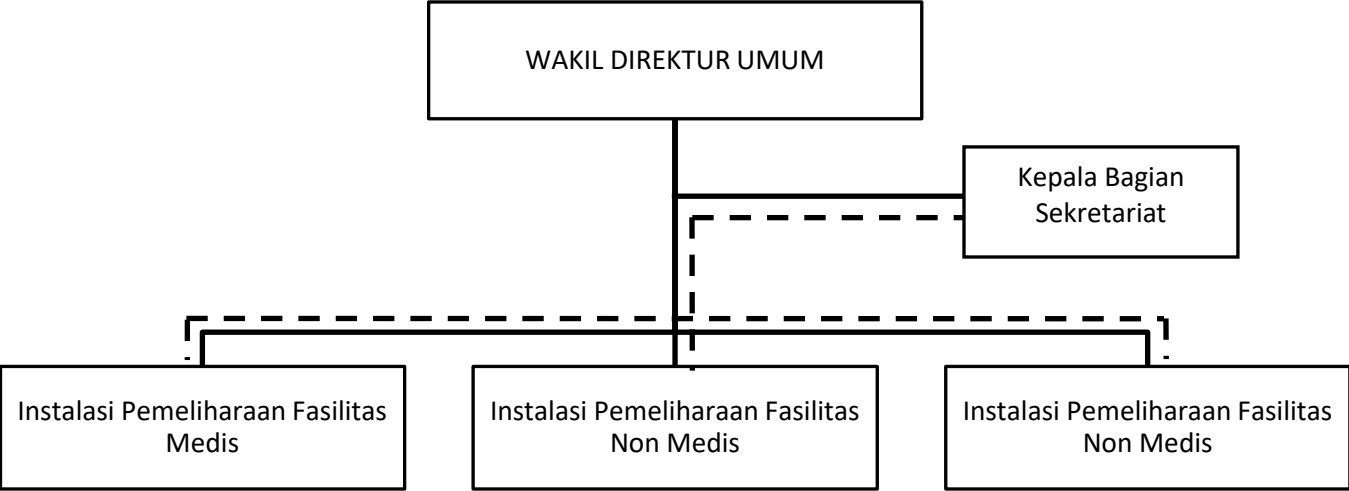 WAKIL DIREKTUR UMUM
Kepala Bagian
Sekretariat
Instalasi Pemeliharaan Fasilitas
Medis
Instalasi Pemeliharaan Fasilitas
Non Medis
Instalasi Pemeliharaan Fasilitas
Non Medis